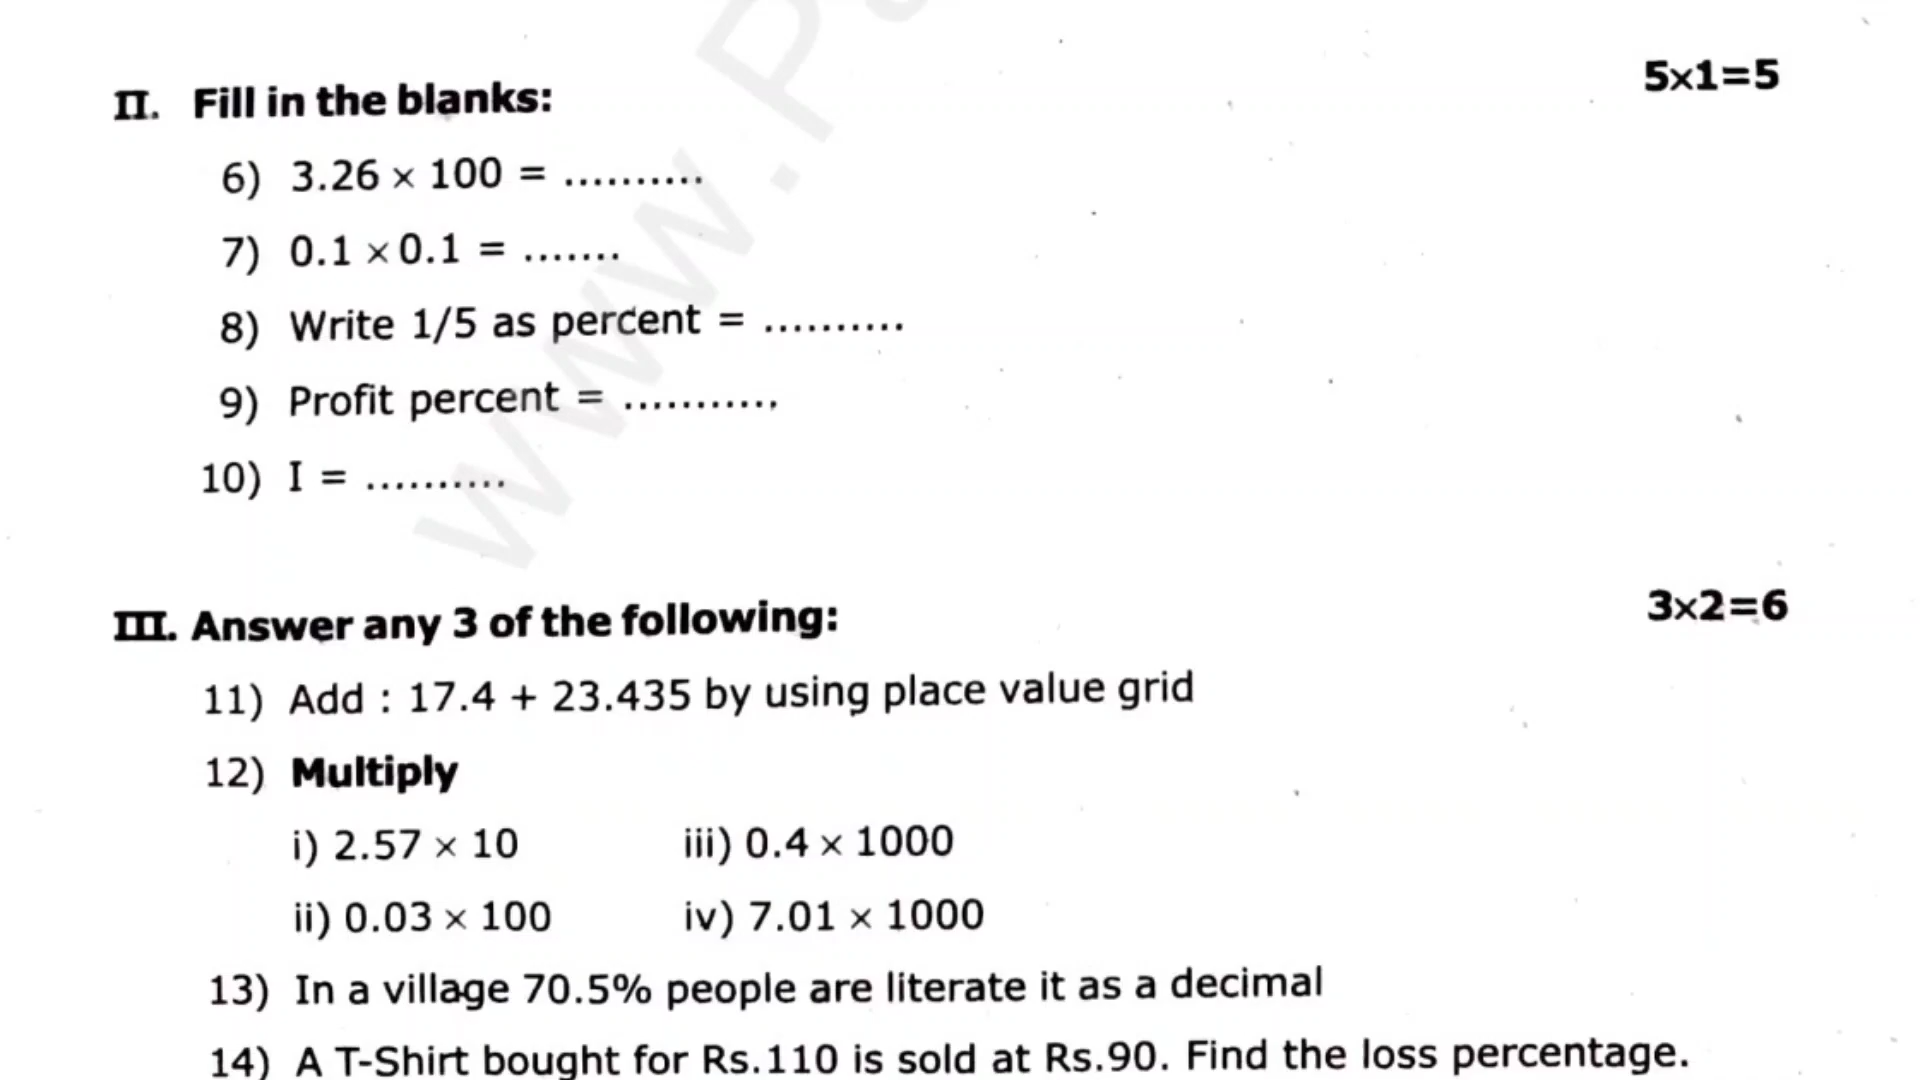 II. Fill in the blanks: 5×1=5
6) 3.26 × 100 = ..........
7) 0.1 × 0.1 = .......
8) Write 1/5 as percent = ..........
9) Profit percent = ...........
10) I = ..........
III. Answer any 3 of the following: 3×2=6
11) Add : 17.4 + 23.435 by using place value grid
12) Multiply
i) 2.57 × 10 iii) 0.4 × 1000
ii) 0.03 × 100 iv) 7.01 × 1000
13) In a village 70.5% people are literate it as a decimal
14) A T-Shirt bought for Rs.110 is sold at Rs.90. Find the loss percentage.
www.Pa